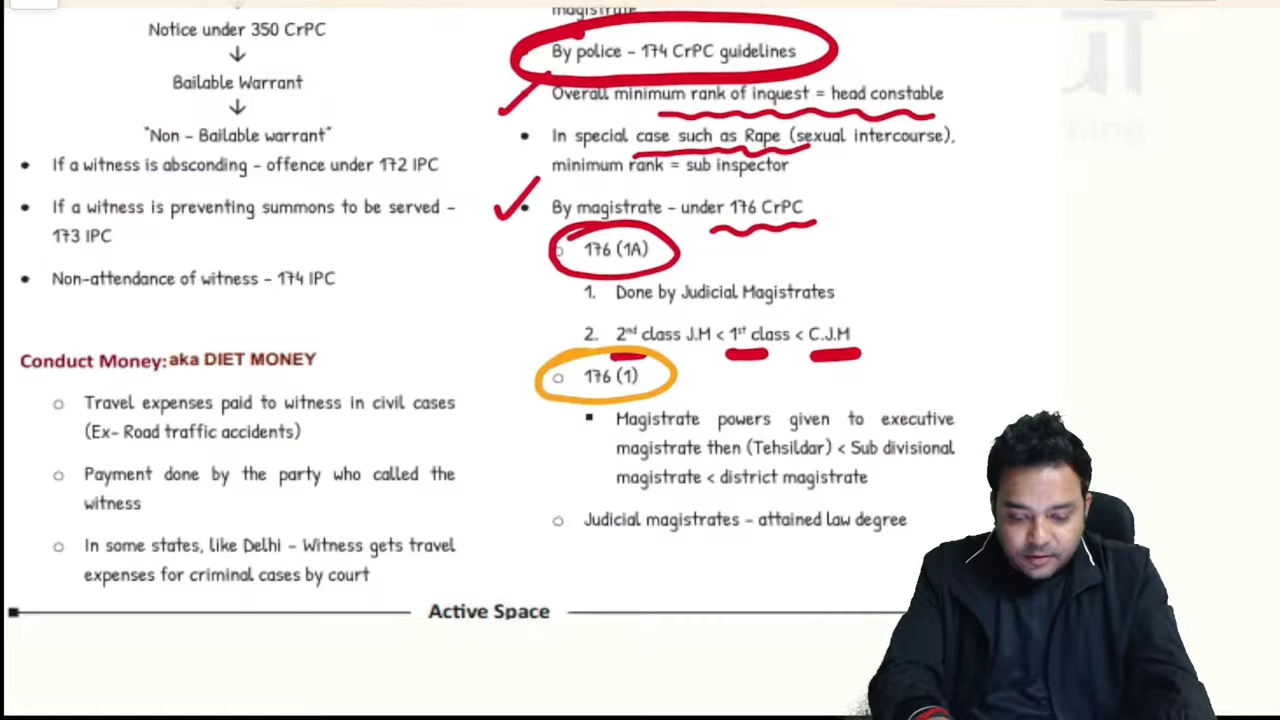 Notice under 350 CrPC
↓
Bailable Warrant
↓
"Non - Bailable warrant"
• If a witness is absconding - offence under 172 IPC
• If a witness is preventing summons to be served -
173 IPC
• Non-attendance of witness - 174 IPC
Conduct Money: aka DIET MONEY
○ Travel expenses paid to witness in civil cases
(Ex- Road traffic accidents)
○ Payment done by the party who called the
witness
○ In some states, like Delhi - Witness gets travel
expenses for criminal cases by court
magistrate
By police - 174 CrPC guidelines
Overall minimum rank of inquest = head constable
• In special case such as Rape (sexual intercourse),
minimum rank = sub inspector
• By magistrate - under 176 CrPC
○ 176 (1A)
1. Done by Judicial Magistrates
2. 2nd class J.M < 1st class < C.J.M
○ 176 (1)
▪ Magistrate powers given to executive
magistrate then (Tehsildar) < Sub divisional
magistrate < district magistrate
○ Judicial magistrates - attained law degree
Active Space